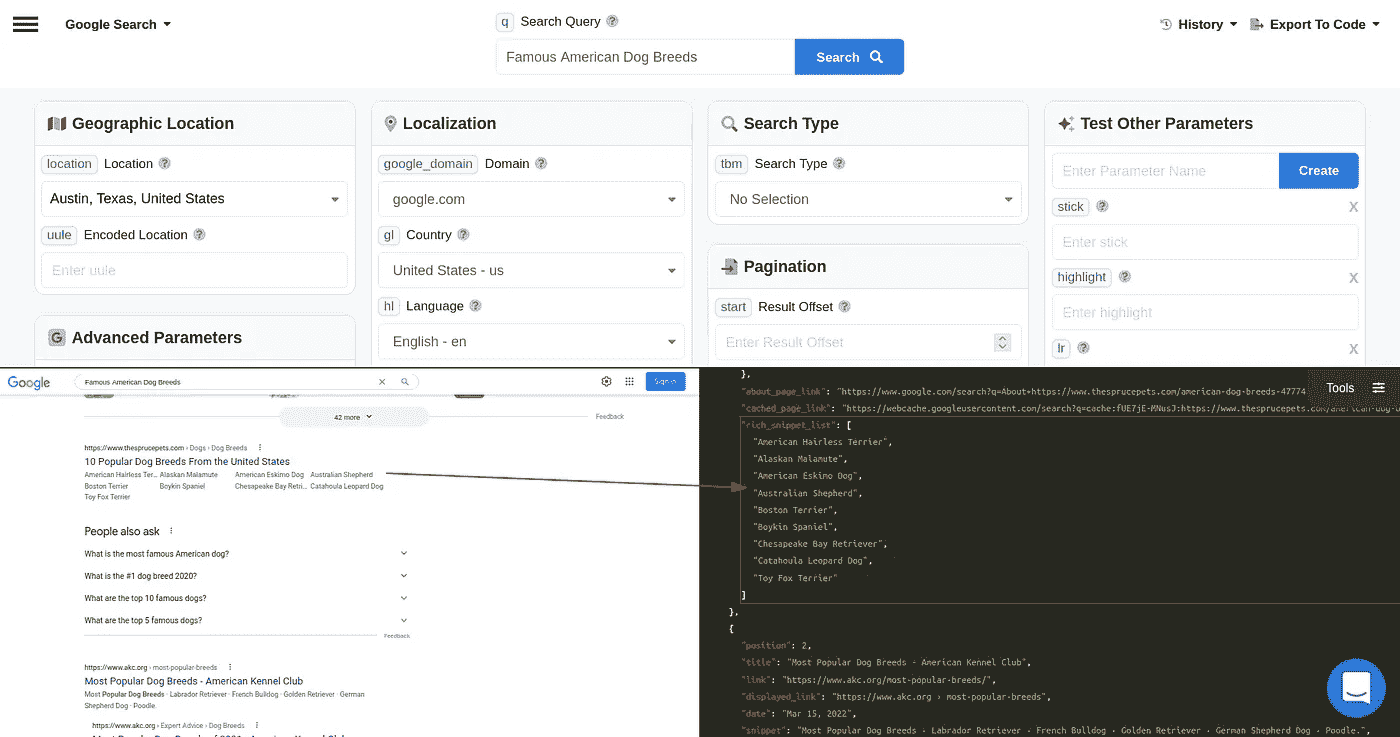 Google Search
q Search Query
Famous American Dog Breeds
Search
History
Export To Code
Geographic Location
location Location
Austin, Texas, United States
uule Encoded Location
Enter uule
Advanced Parameters
Localization
google_domain Domain
google.com
gl Country
United States - us
hl Language
English - en
Search Type
tbm Search Type
No Selection
Pagination
start Result Offset
Enter Result Offset
Test Other Parameters
Enter Parameter Name
Create
stick X
Enter stick
highlight X
Enter highlight
lr X
Google
Famous American Dog Breeds
Sign in
42 more
Feedback
https://www.thesprucepets.com › Dogs › Dog Breeds
10 Popular Dog Breeds From the United States
American Hairless Ter... Alaskan Malamute American Eskimo Dog Australian Shepherd
Boston Terrier Boykin Spaniel Chesapeake Bay Retri... Catahoula Leopard Dog
Toy Fox Terrier
People also ask
What is the most famous American dog?
What is the #1 dog breed 2020?
What are the top 10 famous dogs?
What are the top 5 famous dogs?
Feedback
https://www.akc.org › most-popular-breeds
Most Popular Dog Breeds - American Kennel Club
Most Popular Dog Breeds · Labrador Retriever · French Bulldog · Golden Retriever · German
Shepherd Dog · Poodle.
https://www.akc.org › Expert Advice › Dog Breeds
},
"about_page_link": "https://www.google.com/search?q=About+https://www.thesprucepets.com/american-dog-breeds-47774
"cached_page_link": "https://webcache.googleusercontent.com/search?q=cache:fUE7jE-MNusJ:https://www.thesprucepets.com/american-dog-b
"rich_snippet_list": [
"American Hairless Terrier",
"Alaskan Malamute",
"American Eskimo Dog",
"Australian Shepherd",
"Boston Terrier",
"Boykin Spaniel",
"Chesapeake Bay Retriever",
"Catahoula Leopard Dog",
"Toy Fox Terrier"
]
},
{
"position": 2,
"title": "Most Popular Dog Breeds - American Kennel Club",
"link": "https://www.akc.org/most-popular-breeds/",
"displayed_link": "https://www.akc.org › most-popular-breeds",
"date": "Mar 15, 2022",
"snippet": "Most Popular Dog Breeds · Labrador Retriever · French Bulldog · Golden Retriever · German Shepherd Dog · Poodle.",
Tools